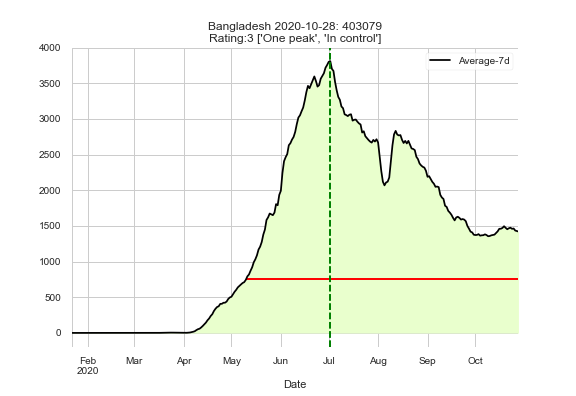 Bangladesh 2020-10-28: 403079
Rating:3 ['One peak', 'In control']
Average-7d
4000
3500
3000
2500
2000
1500
1000
500
0
Feb Mar Apr May Jun Jul Aug Sep Oct
2020
Date